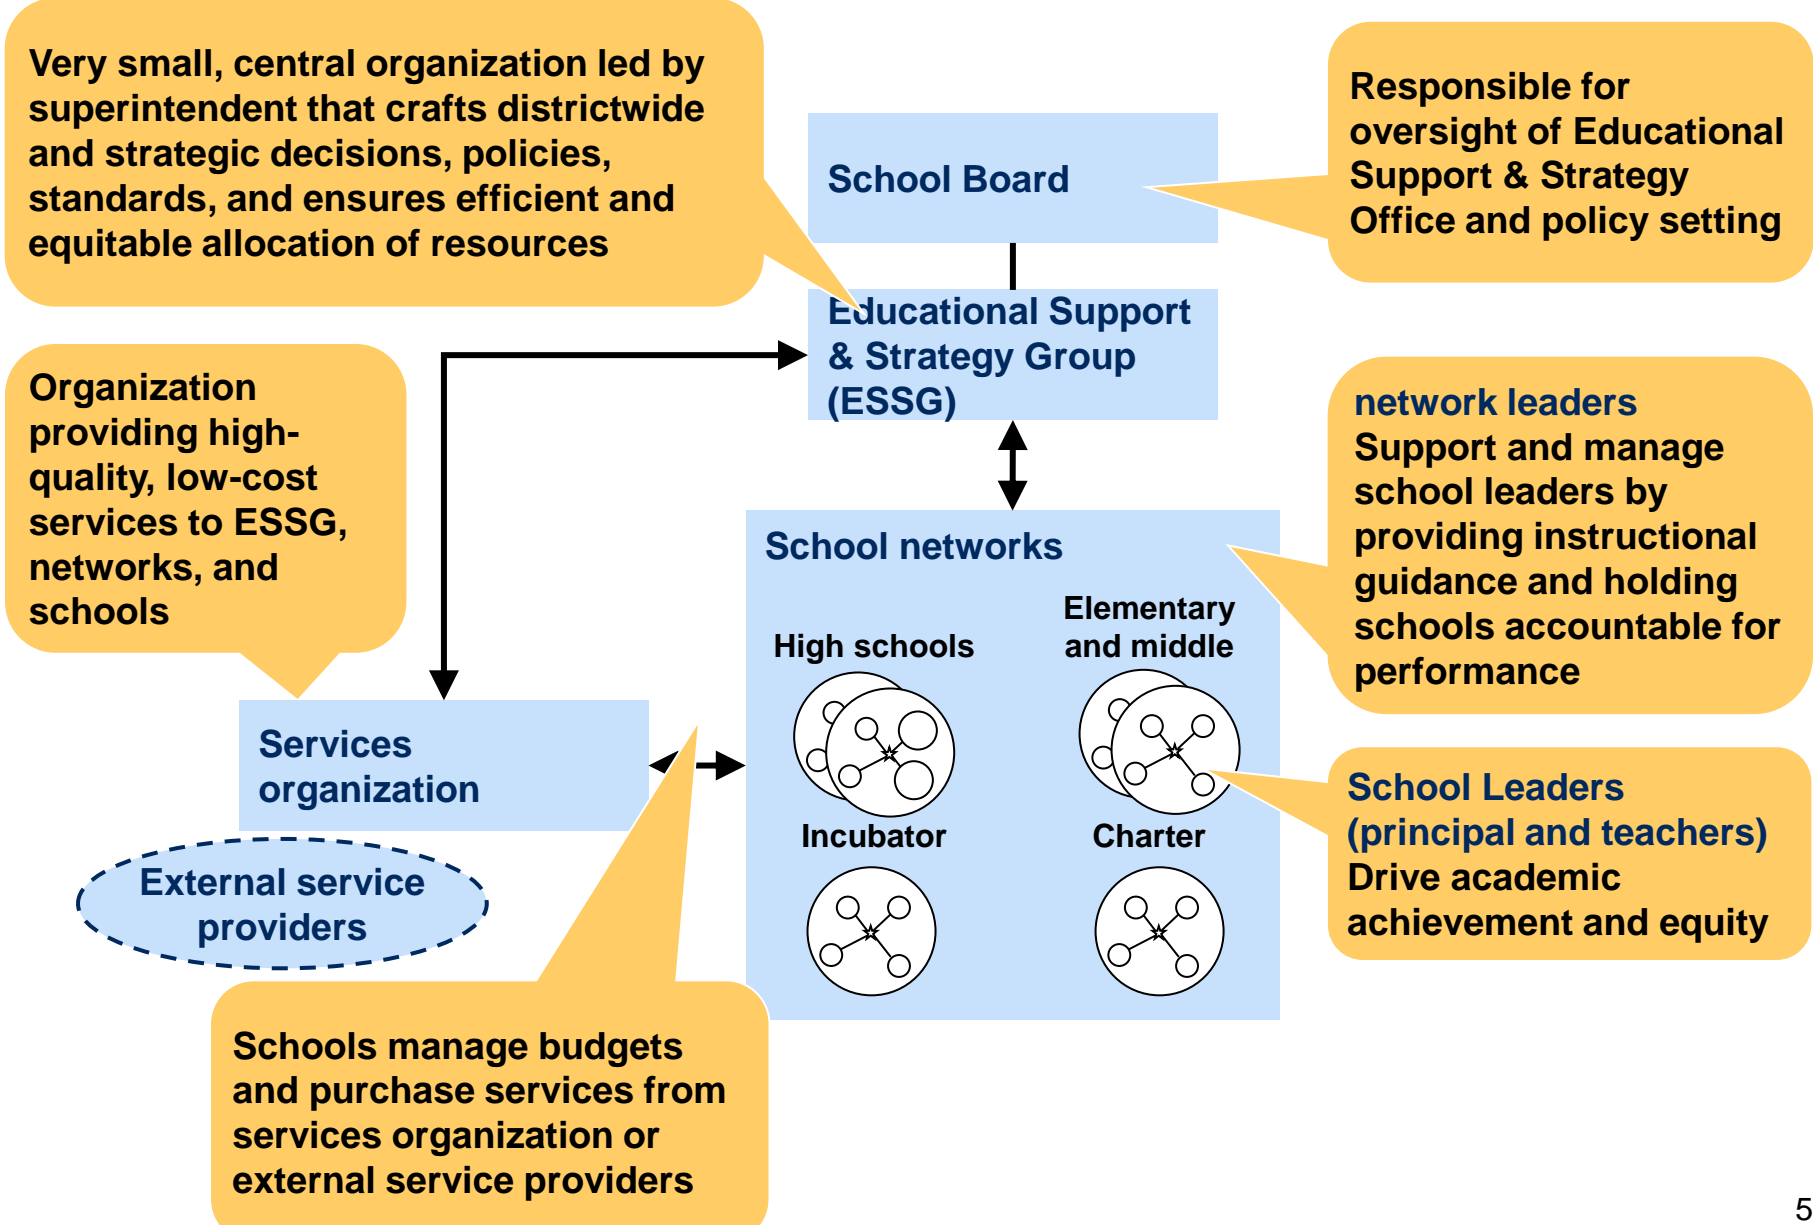 Very small, central organization led by
superintendent that crafts districtwide
and strategic decisions, policies,
standards, and ensures efficient and
equitable allocation of resources
School Board
Responsible for
oversight of Educational
Support & Strategy
Office and policy setting
Educational Support
& Strategy Group
(ESSG)
Organization
providing high-
quality, low-cost
services to ESSG,
networks, and
schools
network leaders
Support and manage
school leaders by
providing instructional
guidance and holding
schools accountable for
performance
School networks
High schools
Elementary
and middle
Services
organization
School Leaders
(principal and teachers)
Drive academic
achievement and equity
Incubator
Charter
External service
providers
Schools manage budgets
and purchase services from
services organization or
external service providers
5